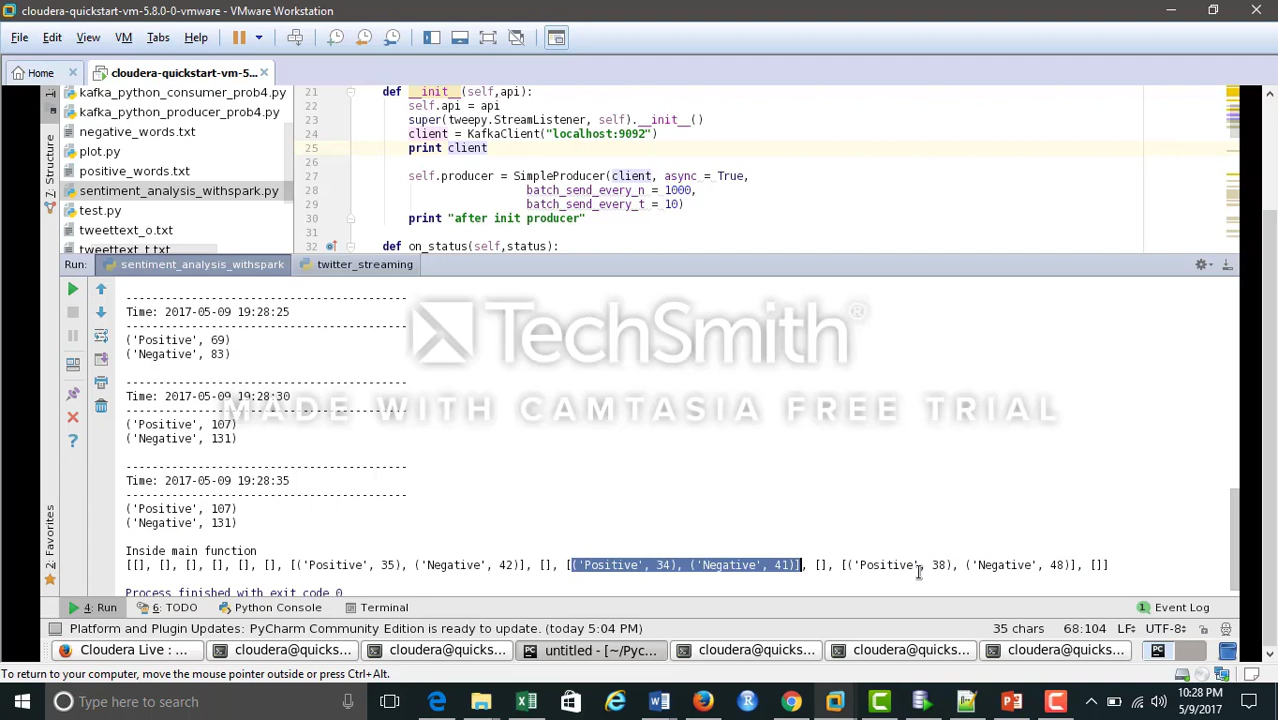 cloudera-quickstart-vm-5.8.0-0-vmware - VMware Workstation
File Edit View VM Tabs Help
Home cloudera-quickstart-vm-5...
kafka_python_consumer_prob4.py
kafka_python_producer_prob4.py
negative_words.txt
plot.py
positive_words.txt
sentiment_analysis_withspark.py
test.py
tweettext_o.txt
tweettext_t.txt
7: Structure
2: Favorites
21 def __init__(self,api):
22 self.api = api
23 super(tweepy.StreamListener, self).__init__()
24 client = KafkaClient("localhost:9092")
25 print client
26
27 self.producer = SimpleProducer(client, async = True,
28 batch_send_every_n = 1000,
29 batch_send_every_t = 10)
30 print "after init producer"
31
32 def on_status(self,status):
Run: sentiment_analysis_withspark twitter_streaming
-------------------------------------------
Time: 2017-05-09 19:28:25
-------------------------------------------
('Positive', 69)
('Negative', 83)
-------------------------------------------
Time: 2017-05-09 19:28:30
-------------------------------------------
('Positive', 107)
('Negative', 131)
-------------------------------------------
Time: 2017-05-09 19:28:35
-------------------------------------------
('Positive', 107)
('Negative', 131)
Inside main function
[[], [], [], [], [], [], [('Positive', 35), ('Negative', 42)], [], [('Positive', 34), ('Negative', 41)], [], [('Positive', 38), ('Negative', 48)], []]
Process finished with exit code 0
TechSmith®
MADE WITH CAMTASIA FREE TRIAL
4: Run 6: TODO Python Console Terminal 1 Event Log
Platform and Plugin Updates: PyCharm Community Edition is ready to update. (today 5:04 PM) 35 chars 68:104 LF÷ UTF-8÷
Cloudera Live : ... cloudera@quicks... cloudera@quicks... untitled - [~/Pyc... cloudera@quicks... cloudera@quicks... cloudera@quicks...
To return to your computer, move the mouse pointer outside or press Ctrl+Alt.
Type here to search
10:28 PM
5/9/2017